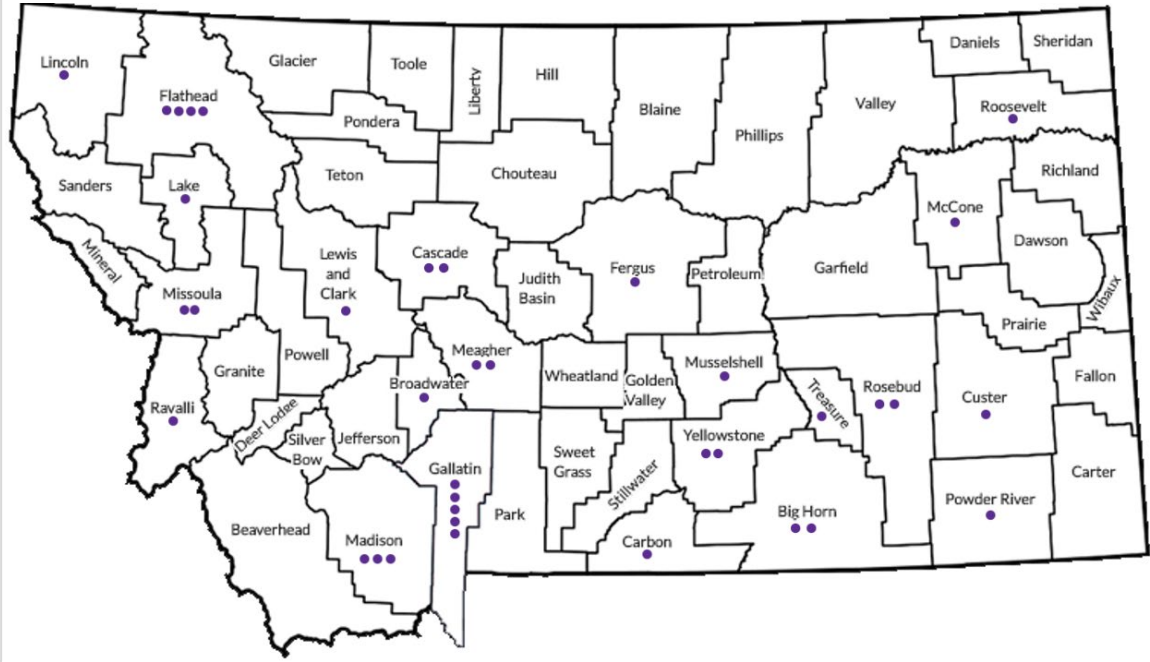 Lincoln
Flathead
Glacier
Toole
Liberty
Hill
Blaine
Phillips
Valley
Daniels
Sheridan
Roosevelt
Pondera
Sanders
Lake
Teton
Chouteau
Richland
McCone
Dawson
Mineral
Missoula
Lewis
and
Clark
Cascade
Judith
Basin
Fergus
Petroleum
Garfield
Wibaux
Prairie
Granite
Powell
Meagher
Broadwater
Wheatland
Golden
Valley
Musselshell
Treasure
Rosebud
Custer
Fallon
Ravalli
Deer Lodge
Silver
Bow
Jefferson
Gallatin
Sweet
Grass
Stillwater
Yellowstone
Carter
Beaverhead
Madison
Park
Carbon
Big Horn
Powder River